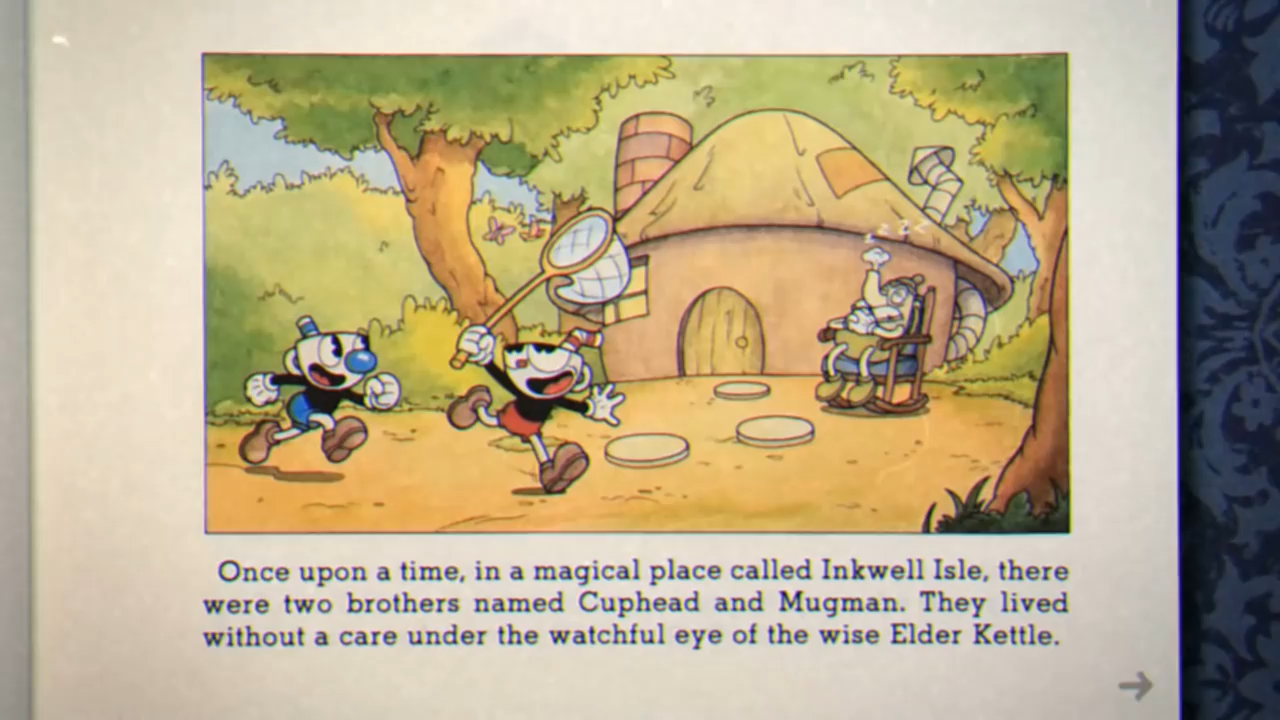 z z z z
Once upon a time, in a magical place called Inkwell Isle, there
were two brothers named Cuphead and Mugman. They lived
without a care under the watchful eye of the wise Elder Kettle.